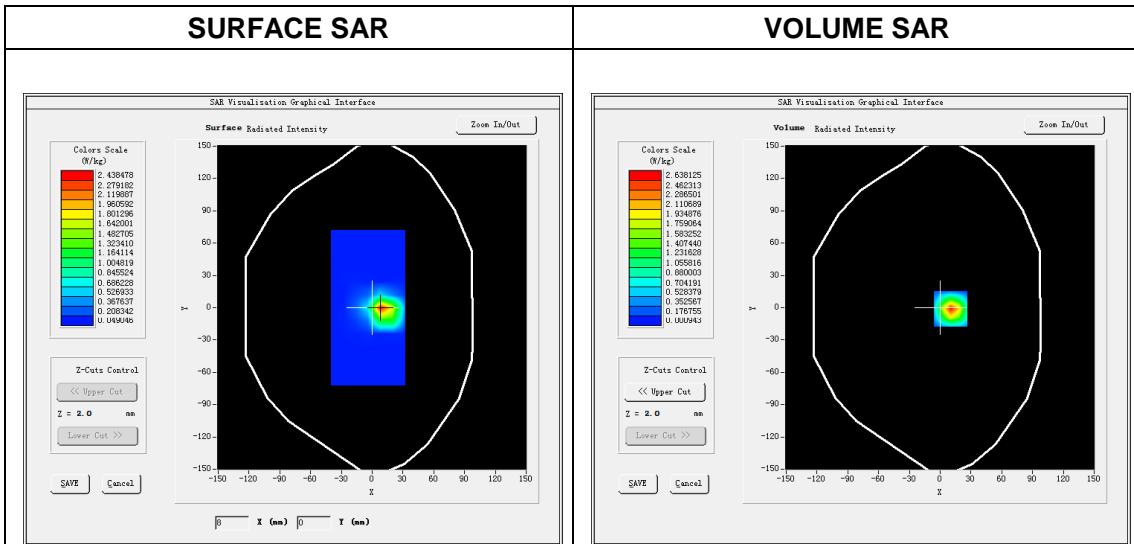 SURFACE SAR
VOLUME SAR
SAR Visualisation Graphical Interface
Surface Radiated Intensity
Zoom In/Out
Colors Scale
(W/kg)
2.438478
2.279182
2.119887
1.960592
1.801296
1.642001
1.482705
1.323410
1.164114
1.004819
0.845524
0.686228
0.526933
0.367637
0.208342
0.049046
Z-Cuts Control
<< Upper Cut
Z = 2.0 mm
Lower Cut >>
SAVE Cancel
150
120
90
60
30
0
-30
-60
-90
-120
-150
Y
-150 -120 -90 -60 -30 0 30 60 90 120 150
X
8 X (mm) 0 Y (mm)
SAR Visualisation Graphical Interface
Volume Radiated Intensity
Zoom In/Out
Colors Scale
(W/kg)
2.638125
2.462313
2.286501
2.110689
1.934876
1.759064
1.583252
1.407440
1.231628
1.055816
0.880003
0.704191
0.528379
0.352567
0.176755
0.000943
Z-Cuts Control
<< Upper Cut
Z = 2.0 mm
Lower Cut >>
SAVE Cancel
150
120
90
60
30
0
-30
-60
-90
-120
-150
Y
-150 -120 -90 -60 -30 0 30 60 90 120 150
X